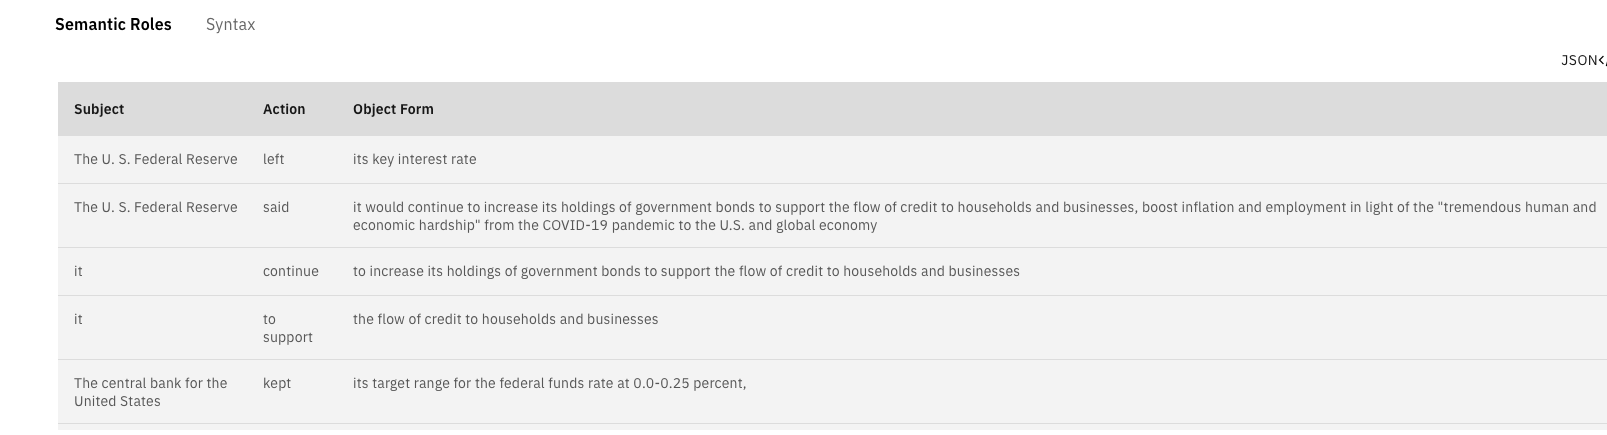 Semantic Roles Syntax
JSON</
Subject Action Object Form
The U. S. Federal Reserve left its key interest rate
The U. S. Federal Reserve said it would continue to increase its holdings of government bonds to support the flow of credit to households and businesses, boost inflation and employment in light of the "tremendous human and
economic hardship" from the COVID-19 pandemic to the U.S. and global economy
it continue to increase its holdings of government bonds to support the flow of credit to households and businesses
it to the flow of credit to households and businesses
support
The central bank for the kept its target range for the federal funds rate at 0.0-0.25 percent,
United States